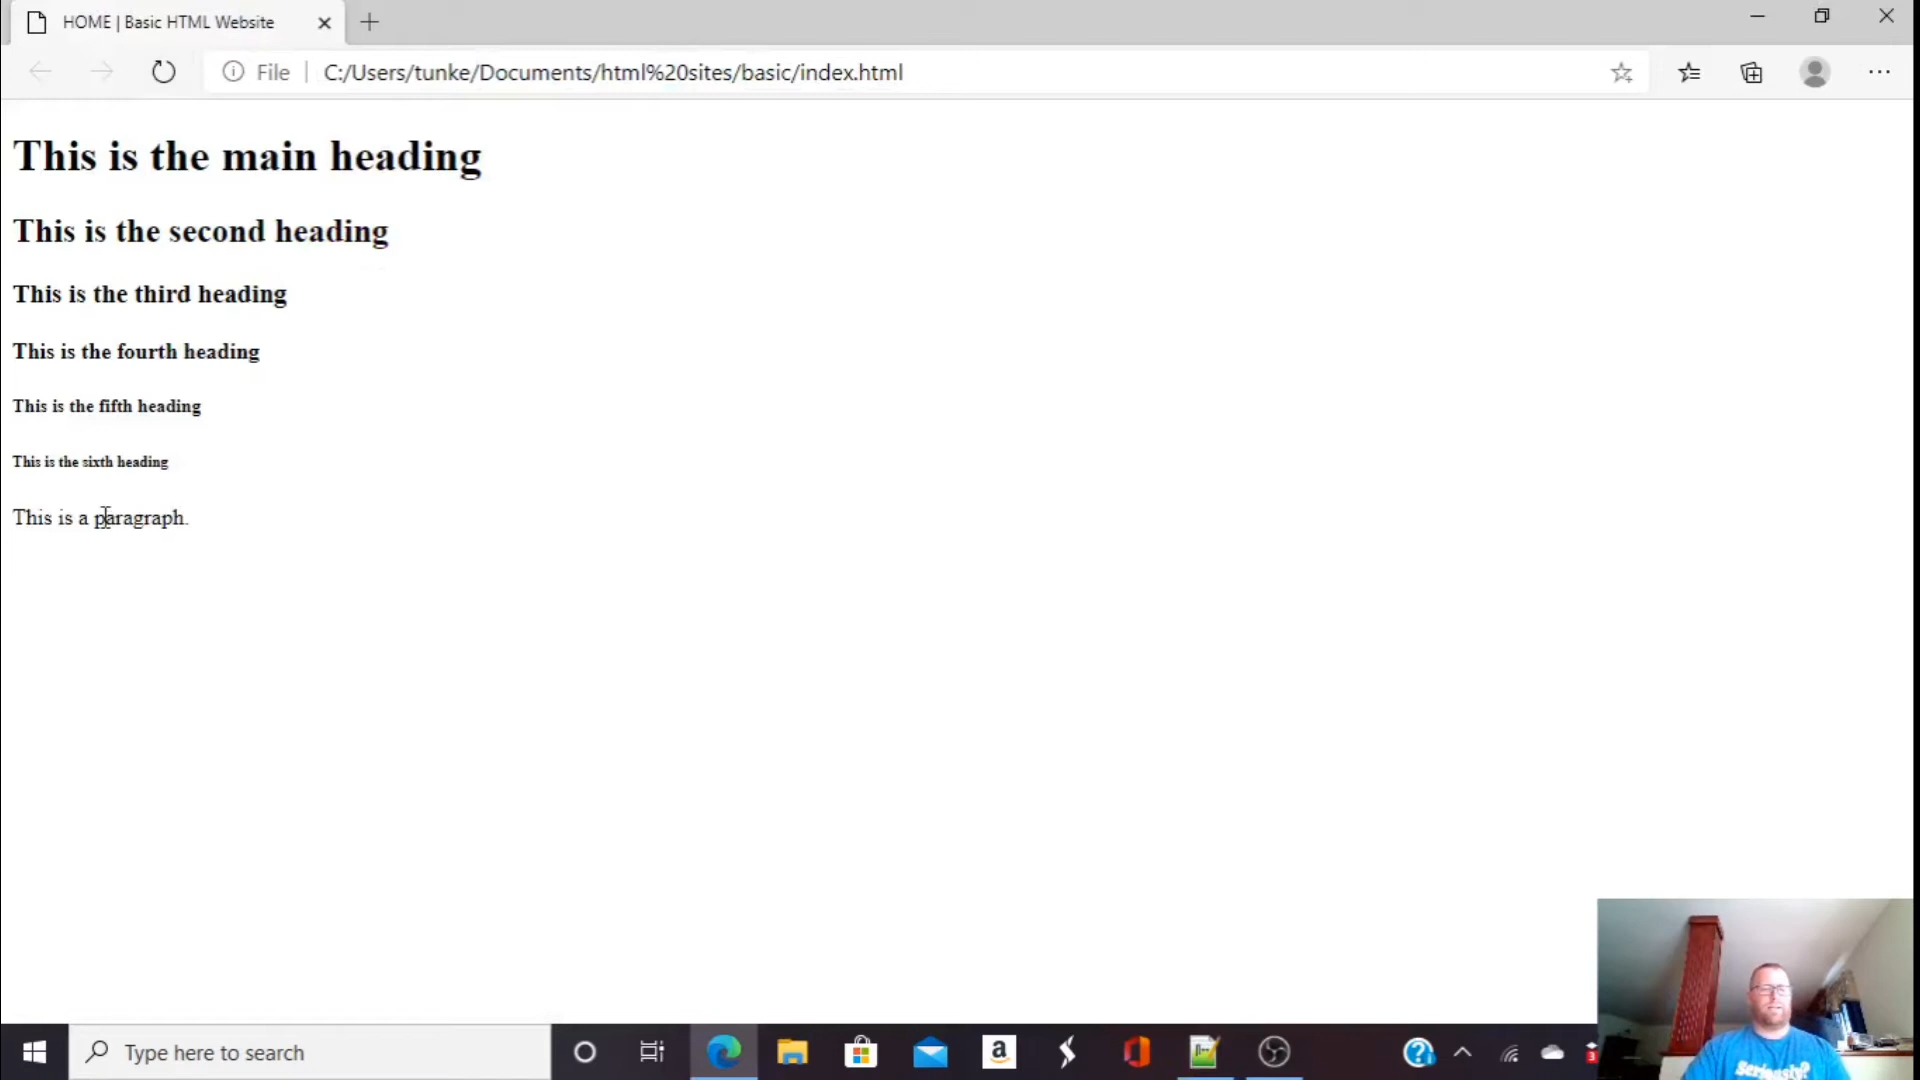 HOME | Basic HTML Website
File | C:/Users/tunke/Documents/html%20sites/basic/index.html
This is the main heading
This is the second heading
This is the third heading
This is the fourth heading
This is the fifth heading
This is the sixth heading
This is a paragraph.
Type here to search
a
3
Seriously?